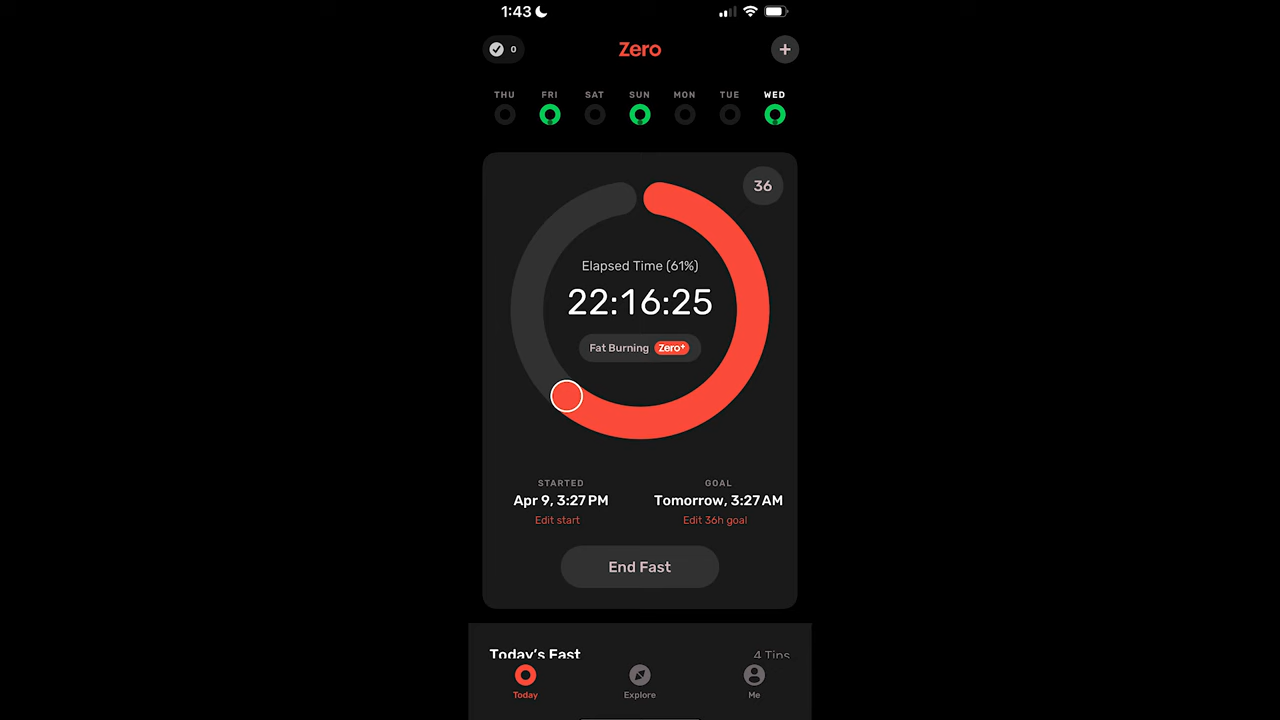 1:43
0
Zero
THU FRI SAT SUN MON TUE WED
36
Elapsed Time (61%)
22:16:25
Fat Burning Zero+
STARTED
Apr 9, 3:27 PM
Edit start
GOAL
Tomorrow, 3:27 AM
Edit 36h goal
End Fast
Today's Fast
4 Tips
Today
Explore
Me